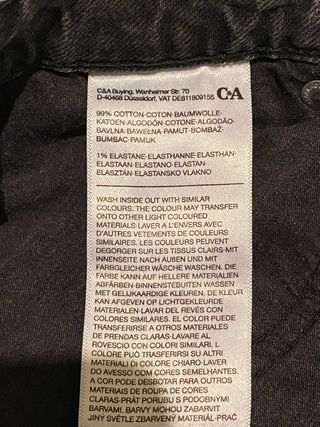 C&A Buying, Wanheimer Str. 70
D-40468 Düsseldorf, VAT DE811809155
C&A
99% COTTON-COTON-BAUMWOLLE-
KATOEN-ALGODÓN-COTONE-ALGODÃO-
BAVLNA-BAWEŁNA-PAMUT-BOMBAŽ-
BUMBAC-PAMUK
1% ELASTANE-ELASTHANNE-ELASTHAN-
ELASTAAN-ELASTANO-ELASTAN-
ELASZTÁN-ELASTANSKO VLAKNO
WASH INSIDE OUT WITH SIMILAR
COLOURS. THE COLOUR MAY TRANSFER
ONTO OTHER LIGHT COLOURED
MATERIALS-LAVER A L'ENVERS AVEC
D'AUTRES VETEMENTS DE COULEURS
SIMILAIRES. LES COULEURS PEUVENT
DEGORGER SUR LES TISSUS CLAIRS-MIT
INNENSEITE NACH AUßEN UND MIT
FARBGLEICHER WÄSCHE WASCHEN. DIE
FARBE KANN AUF HELLERE MATERIALIEN
ABFÄRBEN-BINNENSTEBUITEN WASSEN
MET GELIJKAARDIGE KLEUREN. DE KLEUR
KAN AFGEVEN OP LICHTGEKLEURDE
MATERIALEN-LAVAR DEL REVÉS CON
COLORES SIMILARES. EL COLOR PUEDE
TRANSFERIRSE A OTROS MATERIALES
DE PRENDAS CLARAS-LAVARE AL
ROVESCIO CON COLORI SIMILARI. L
COLORE PUÒ TRASFERIRSI SU ALTRI
MATERIALI DI COLORE CHIARO-LAVAR
DO AVESSO COM CORES SEMELHANTES.
A COR PODE DESBOTAR PARA OUTROS
MATERIAIS DE ROUPA DE CORES
CLARAS-PRÁT PORUBU S PODOBNÝMI
BARVAMI. BARVY MOHOU ZABARVIT
JINÝ SVĚTLE ZBARVENÝ MATERIÁL-PRAĆ